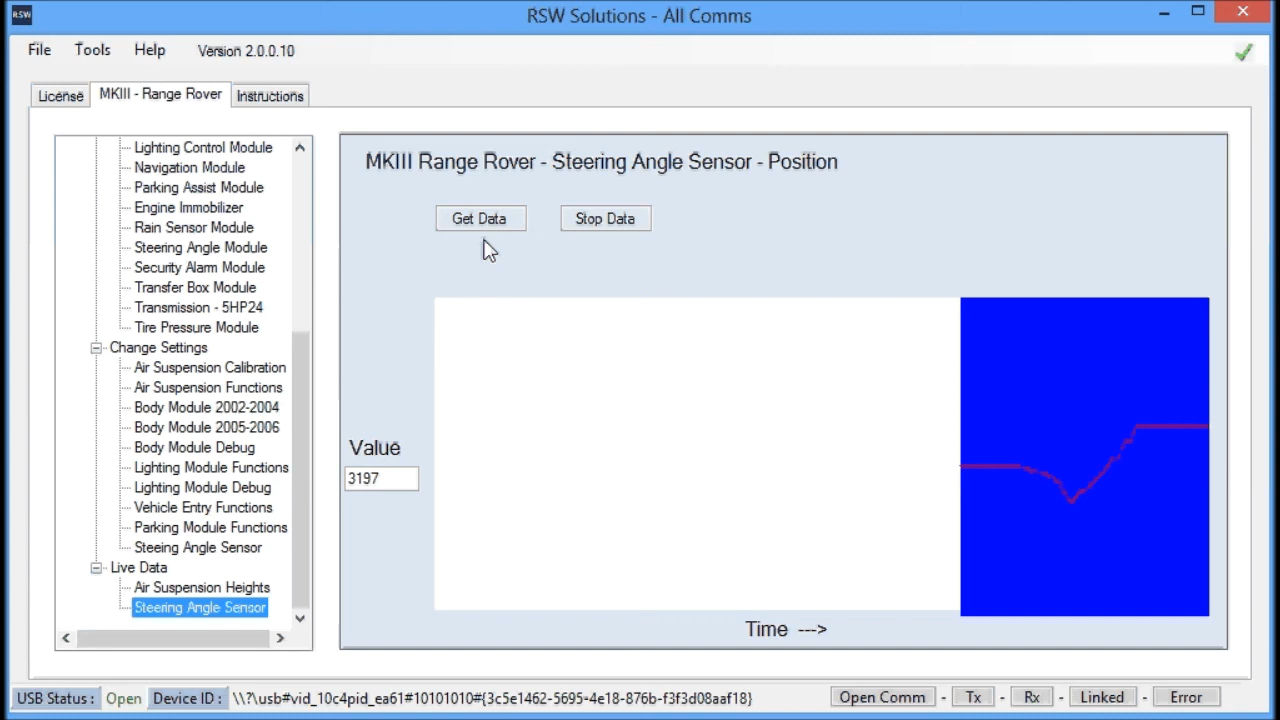 RSW
RSW Solutions - All Comms
File Tools Help Version 2.0.0.10
License MKIII - Range Rover Instructions
Lighting Control Module
Navigation Module
Parking Assist Module
Engine Immobilizer
Rain Sensor Module
Steering Angle Module
Security Alarm Module
Transfer Box Module
Transmission - 5HP24
Tire Pressure Module
Change Settings
Air Suspension Calibration
Air Suspension Functions
Body Module 2002-2004
Body Module 2005-2006
Body Module Debug
Lighting Module Functions
Lighting Module Debug
Vehicle Entry Functions
Parking Module Functions
Steeing Angle Sensor
Live Data
Air Suspension Heights
Steering Angle Sensor
MKIII Range Rover - Steering Angle Sensor - Position
Get Data Stop Data
Value
3197
Time --->
USB Status : Open Device ID : \\?\usb#vid_10c4pid_ea61#10101010#{3c5e1462-5695-4e18-876b-f3f3d08aaf18} Open Comm - Tx - Rx - Linked - Error